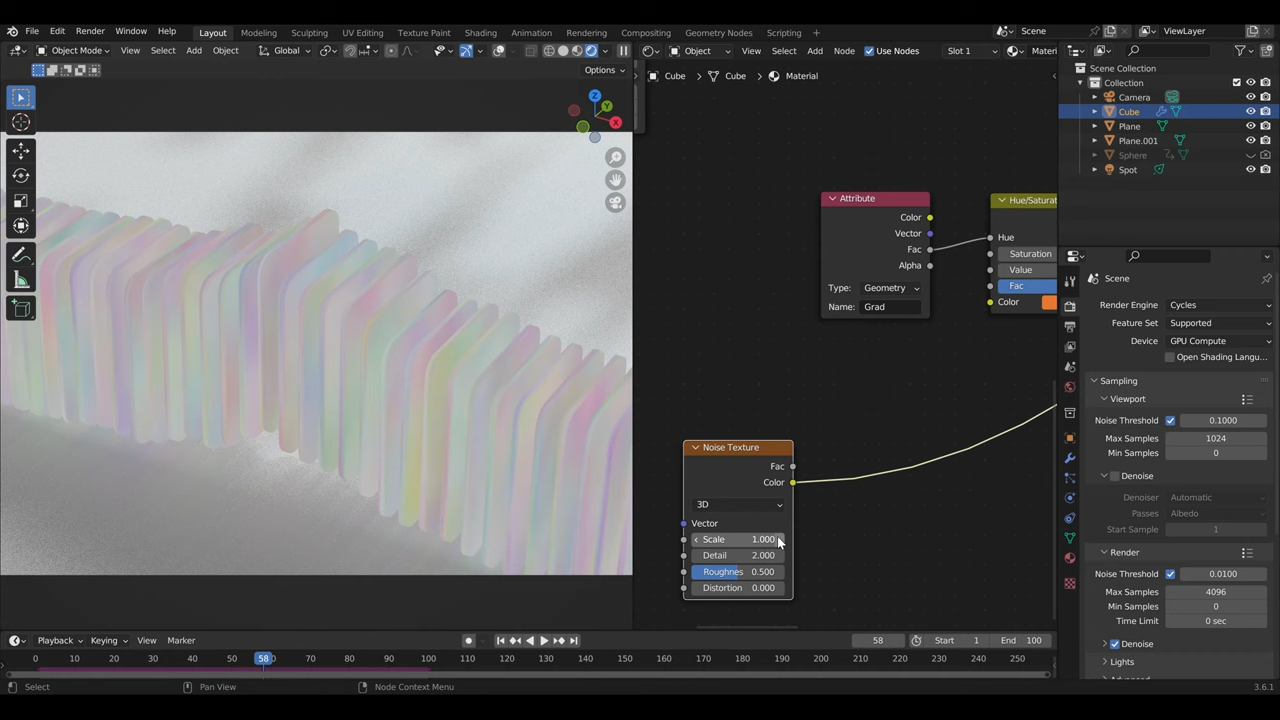 File Edit Render Window Help Layout Modeling Sculpting UV Editing Texture Paint Shading Animation Rendering Compositing Geometry Nodes Scripting + Scene ViewLayer
Object Mode View Select Add Object Global Object View Select Add Node Use Nodes Slot 1 Materi
Options
Cube Cube Material
Z Y X
Scene Collection
Collection
Camera
Cube
Plane
Plane.001
Sphere
Spot
Attribute
Color
Vector
Fac
Alpha
Type: Geometry
Name: Grad
Hue/Saturat
Hue
Saturation
Value
Fac
Color
Noise Texture
Fac
Color
3D
Vector
Scale 1.000
Detail 2.000
Roughnes 0.500
Distortion 0.000
Scene
Render Engine Cycles
Feature Set Supported
Device GPU Compute
Open Shading Langu...
Sampling
Viewport
Noise Threshold 0.1000
Max Samples 1024
Min Samples 0
Denoise
Denoiser Automatic
Passes Albedo
Start Sample 1
Render
Noise Threshold 0.0100
Max Samples 4096
Min Samples 0
Time Limit 0 sec
Denoise
Lights
Playback Keying View Marker 58 Start 1 End 100
0 10 20 30 40 50 58 70 80 90 100 110 120 130 140 150 160 170 180 190 200 210 220 230 240 250
Select Pan View Node Context Menu 3.6.1